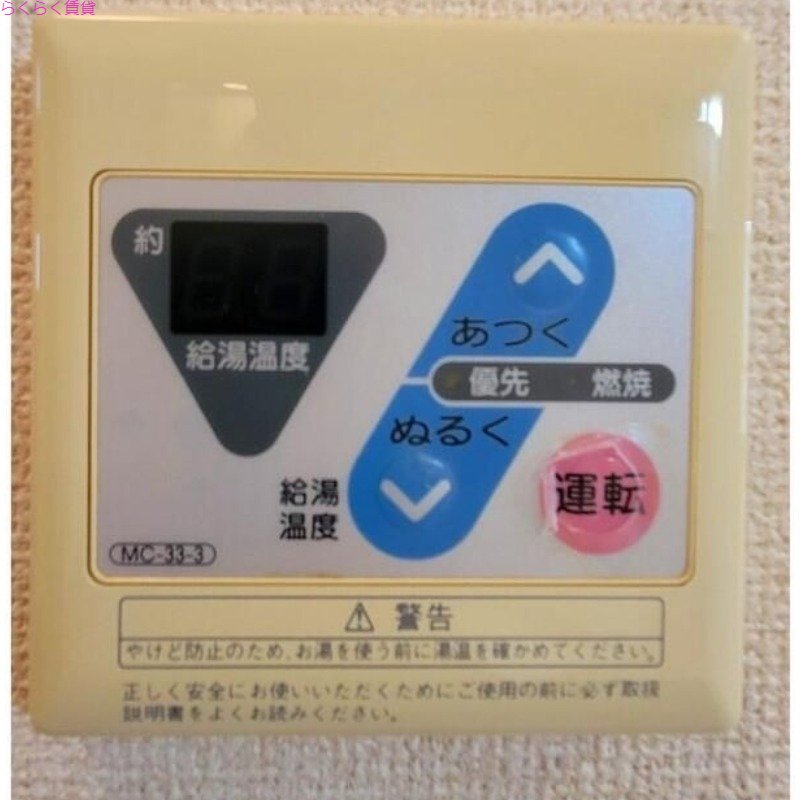 らくらく賃貸
約
給湯温度
あつく
優先 燃焼
ぬるく
運転
給湯
温度
MC-33-3
⚠ 警告
やけど防止のため、お湯を使う前に湯温を確かめてください。
正しく安全にお使いいただくためにご使用の前に必ず取扱
説明書をよくお読みください。